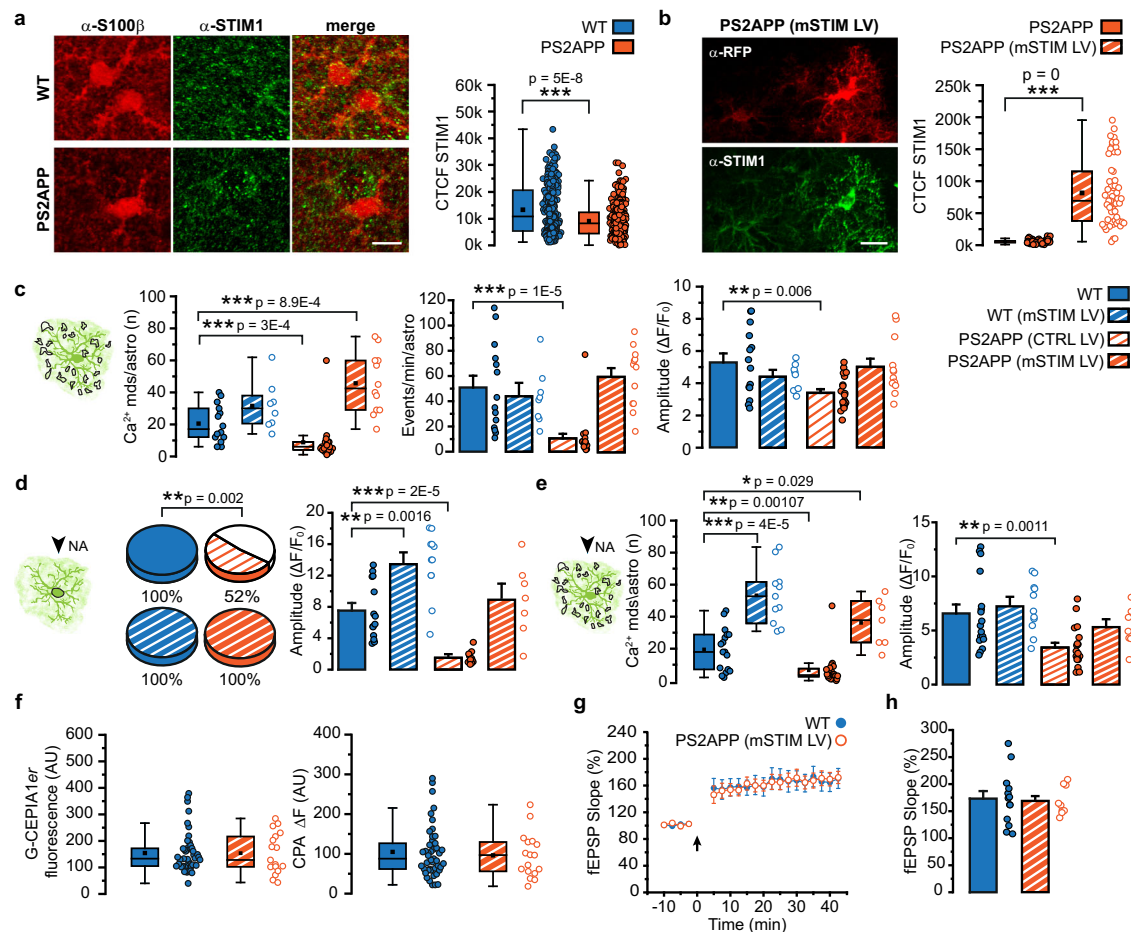 a
α-S100β
α-STIM1
merge
WT
PS2APP
WT
PS2APP
p = 5E-8
***
CTCF STIM1
60k
50k
40k
30k
20k
10k
0k
b
PS2APP (mSTIM LV)
α-RFP
α-STIM1
PS2APP
PS2APP (mSTIM LV)
p = 0
***
CTCF STIM1
200k
150k
100k
75k
50k
25k
0k
c
Ca²⁺ mds/astro (n)
100
80
60
40
20
0
*** p = 8.9E-4
*** p = 3E-4
Events/min/astro
120
100
80
60
40
20
0
*** p = 1E-5
Amplitude (ΔF/F₀)
10
8
6
4
2
0
** p = 0.006
WT
WT (mSTIM LV)
PS2APP (CTRL LV)
PS2APP (mSTIM LV)
d
NA
** p = 0.002
100%
52%
100%
100%
Amplitude (ΔF/F₀)
16
12
8
4
0
*** p = 2E-5
** p = 0.0016
e
NA
Ca²⁺ mds\astro (n)
100
80
60
40
20
0
* p = 0.029
** p = 0.00107
*** p = 4E-5
Amplitude (ΔF/F₀)
15
10
5
0
** p = 0.0011
f
G-CEPIA1er
fluorescence (AU)
600
500
400
300
200
100
0
CPA ΔF (AU)
400
300
200
100
0
g
WT
PS2APP (mSTIM LV)
fEPSP Slope (%)
240
200
160
120
80
0
-10
0
10
20
30
40
Time (min)
h
fEPSP Slope (%)
300
250
200
150
100
50
0